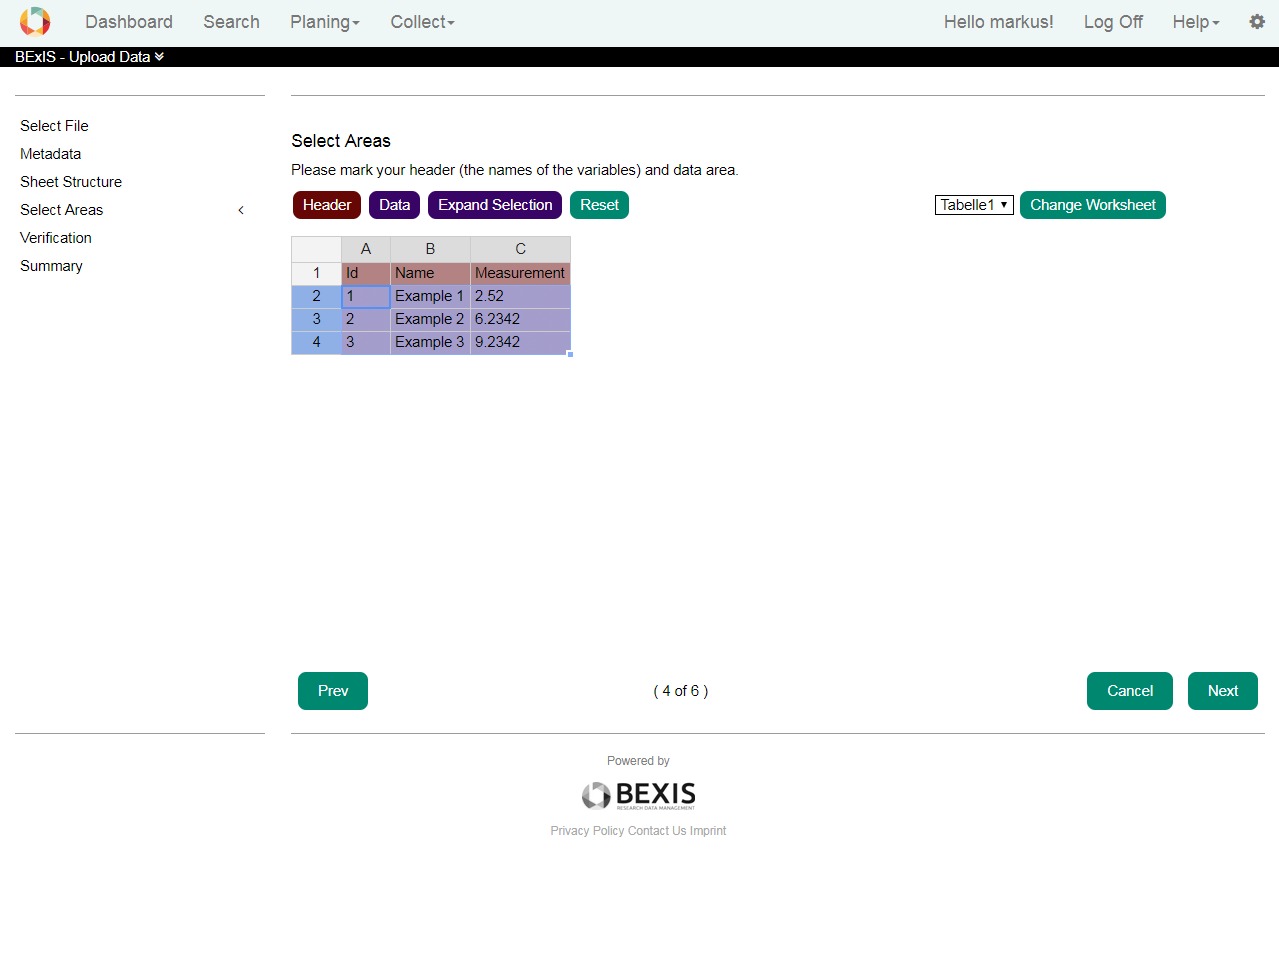 Dashboard Search Planing Collect Hello markus! Log Off Help
BExIS - Upload Data
Select File
Metadata
Sheet Structure
Select Areas <
Verification
Summary
Select Areas
Please mark your header (the names of the variables) and data area.
Header Data Expand Selection Reset Tabelle1 Change Worksheet
A B C
1 Id Name Measurement
2 1 Example 1 2.52
3 2 Example 2 6.2342
4 3 Example 3 9.2342
Prev ( 4 of 6 ) Cancel Next
Powered by
BEXIS
RESEARCH DATA MANAGEMENT
Privacy Policy Contact Us Imprint